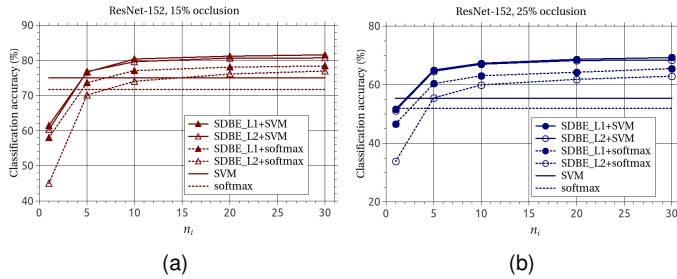 ResNet-152, 15% occlusion
Classification accuracy (%)
90
80
70
60
50
40
SDBE_L1+SVM
SDBE_L2+SVM
SDBE_L1+softmax
SDBE_L2+softmax
SVM
softmax
0 5 10 15 20 25 30
n_i
(a)
ResNet-152, 25% occlusion
Classification accuracy (%)
80
60
40
20
SDBE_L1+SVM
SDBE_L2+SVM
SDBE_L1+softmax
SDBE_L2+softmax
SVM
softmax
0 5 10 15 20 25 30
n_i
(b)